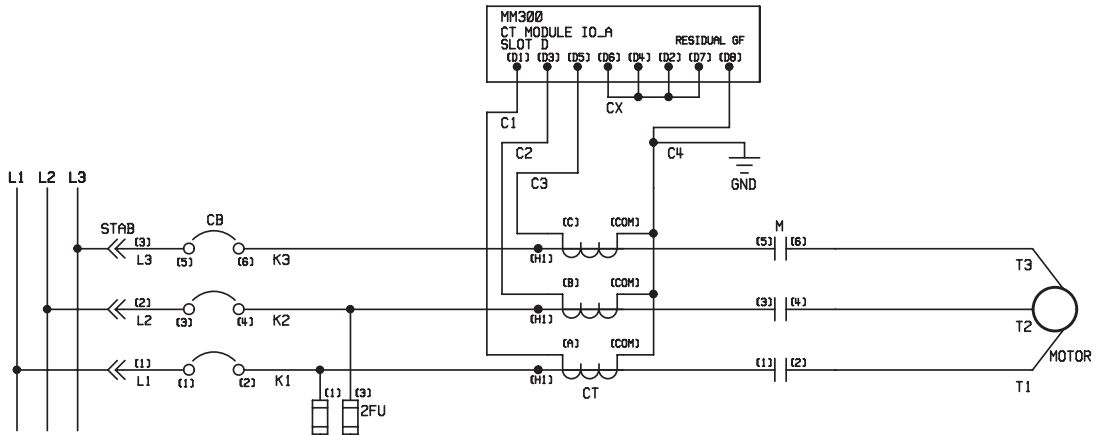 MM300
CT MODULE IO_A
SLOT D
RESIDUAL GF
(D1) (D3) (D5) (D6) (D4) (D2) (D7) (D8)
CX
C1
C2
C4
C3
GND
L1 L2 L3
STAB
CB
(C) (COM)
M
(3)
L3
(5) (6)
K3
(H1)
(5) (6)
T3
(B) (COM)
(2)
L2
(3) (4)
K2
(H1)
(3) (4)
T2
(A) (COM)
MOTOR
(1)
L1
(1) (2)
K1
(H1)
(1) (2)
T1
CT
(1) (3)
2FU